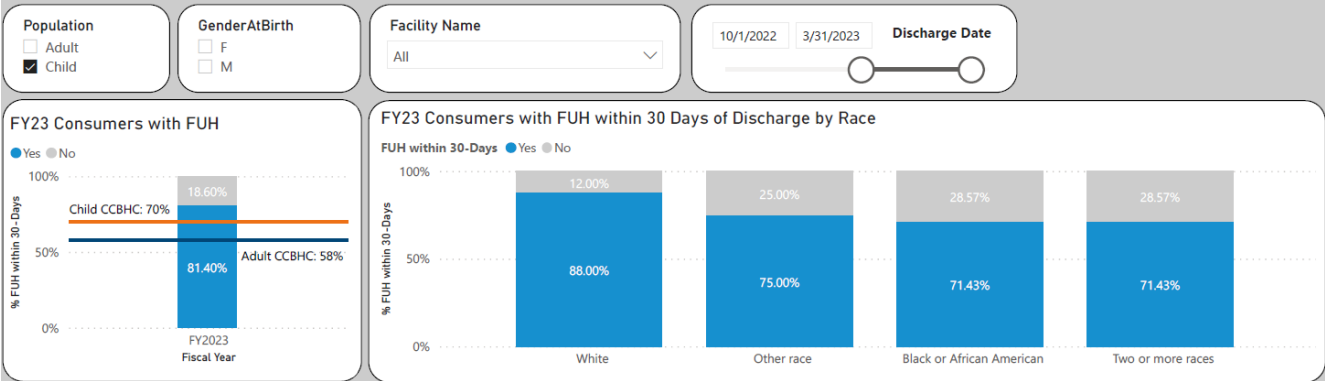 Population
Adult
Child
GenderAtBirth
F
M
Facility Name
All
10/1/2022 3/31/2023 Discharge Date
FY23 Consumers with FUH
Yes No
% FUH within 30-Days
100%
50%
0%
18.60%
Child CCBHC: 70%
Adult CCBHC: 58%
81.40%
FY2023
Fiscal Year
FY23 Consumers with FUH within 30 Days of Discharge by Race
FUH within 30-Days Yes No
% FUH within 30-Days
100%
50%
0%
12.00% 25.00% 28.57% 28.57%
88.00% 75.00% 71.43% 71.43%
White Other race Black or African American Two or more races